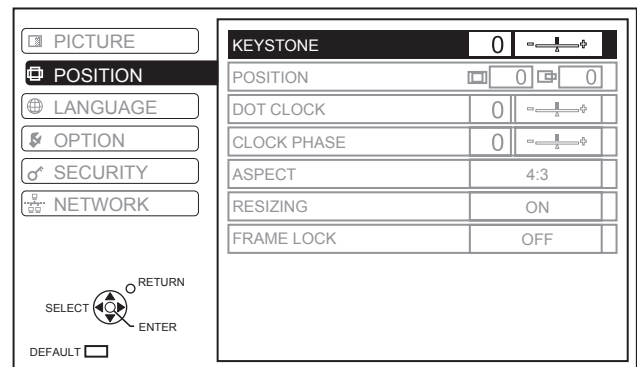 PICTURE
POSITION
LANGUAGE
OPTION
SECURITY
NETWORK
RETURN
SELECT
ENTER
DEFAULT
KEYSTONE 0 - +
POSITION 0 0
DOT CLOCK 0 - +
CLOCK PHASE 0 - +
ASPECT 4:3
RESIZING ON
FRAME LOCK OFF